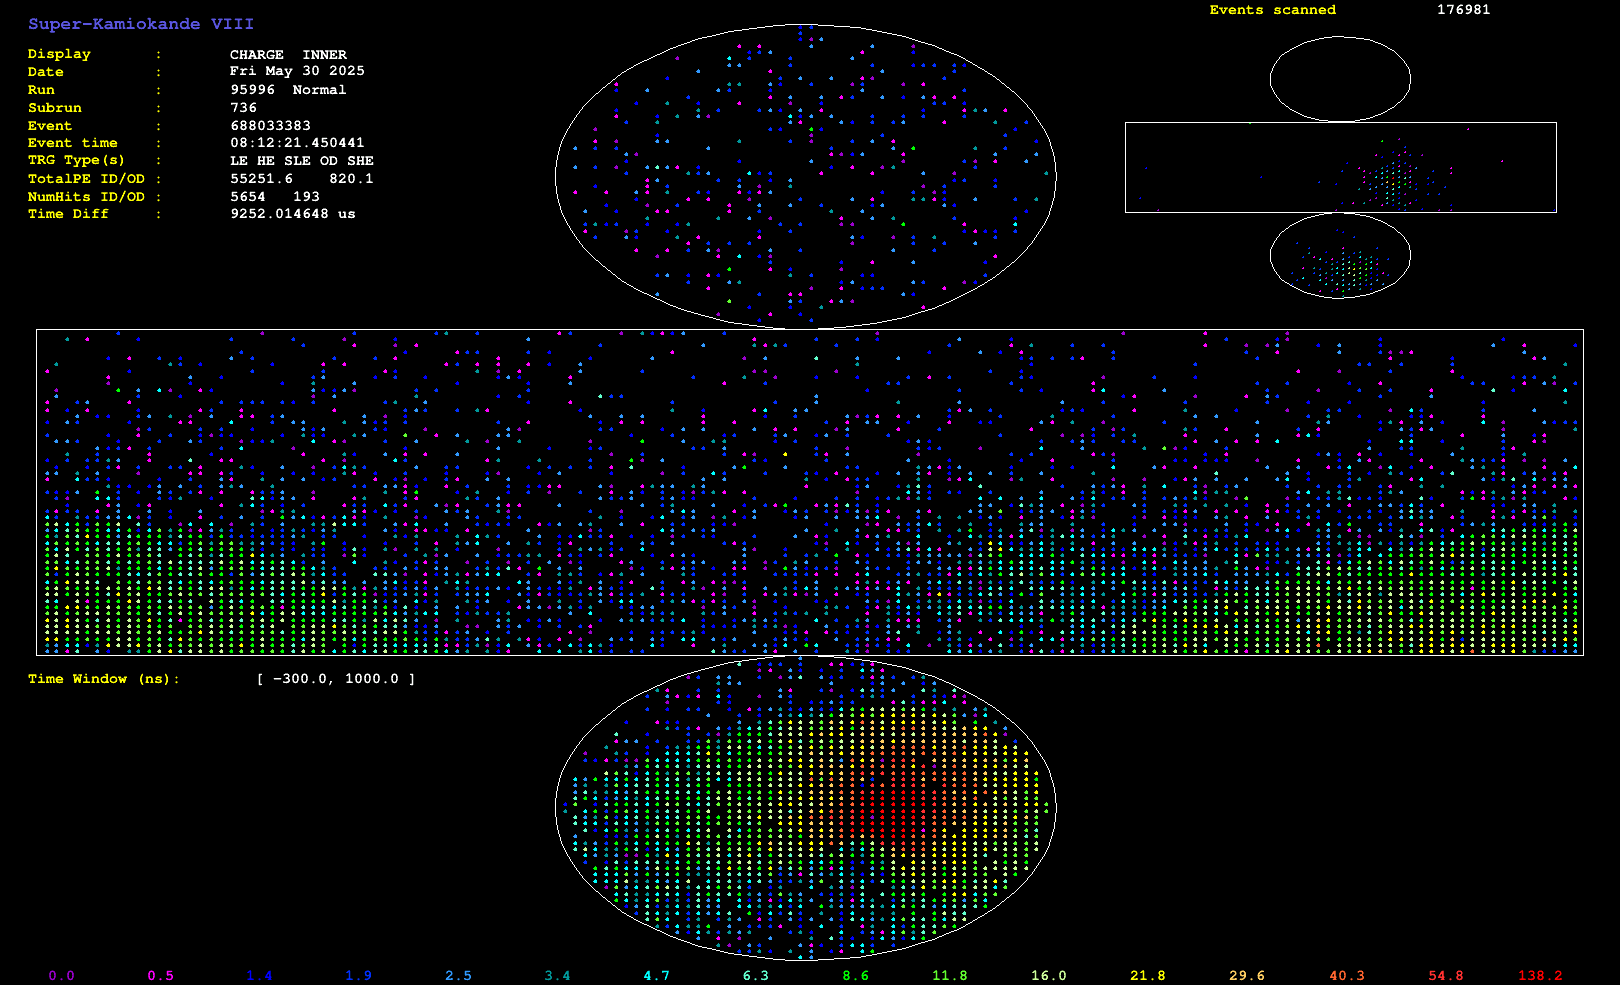 Super-Kamiokande VIII
Events scanned 176981
Display : CHARGE INNER
Date : Fri May 30 2025
Run : 95996 Normal
Subrun : 736
Event : 688033383
Event time : 08:12:21.450441
TRG Type(s) : LE HE SLE OD SHE
TotalPE ID/OD : 55251.6 820.1
NumHits ID/OD : 5654 193
Time Diff : 9252.014648 us
Time Window (ns): [ -300.0, 1000.0 ]
0.0 0.5 1.4 1.9 2.5 3.4 4.7 6.3 8.6 11.8 16.0 21.8 29.6 40.3 54.8 138.2